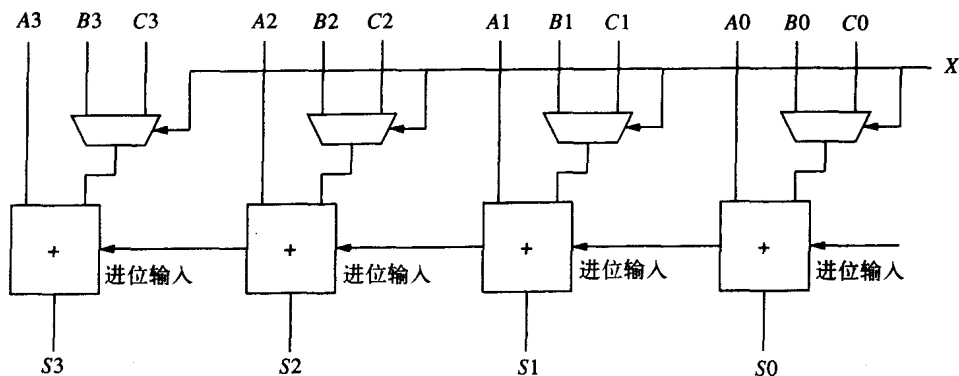 A3 B3 C3 A2 B2 C2 A1 B1 C1 A0 B0 C0
X
+ + + +
进位输入 进位输入 进位输入 进位输入
S3 S2 S1 S0